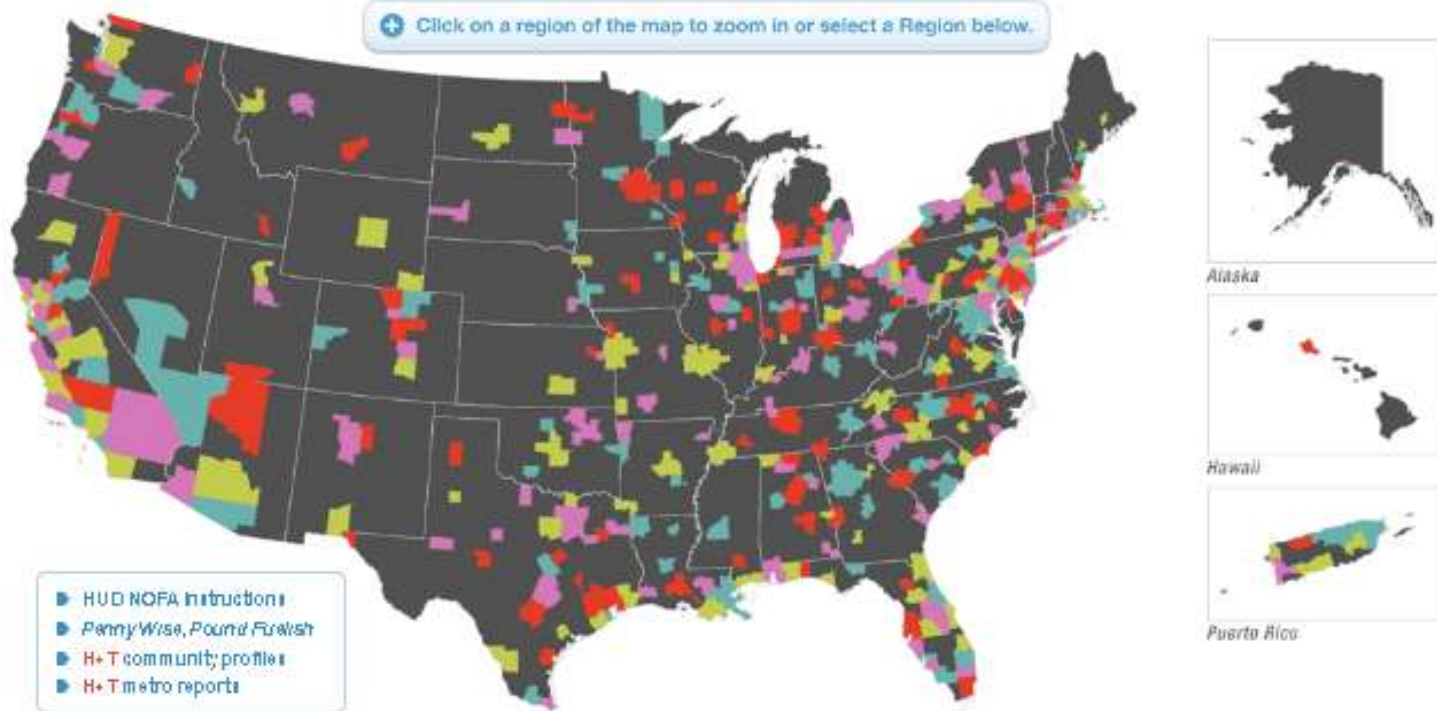 Click on a region of the map to zoom in or select a Region below.
Alaska
Hawaii
Puerto Rico
HUD NOFA Instructions
Penny Wise, Pound Fuelish
H+T community profiles
H+T metro reports